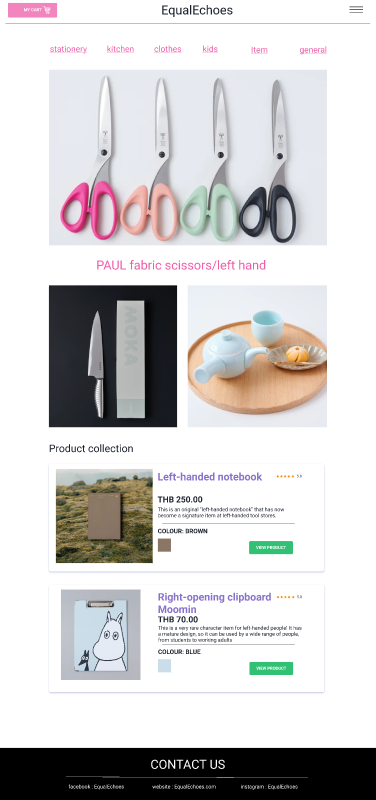 MY CART
EqualEchoes
stationery kitchen clothes kids Item general
PAUL fabric scissors/left hand
MOKA
Product collection
Left-handed notebook
5.0
THB 250.00
This is an original "left-handed notebook" that has now
become a signature item at left-handed tool stores.
COLOUR: BROWN
VIEW PRODUCT
Right-opening clipboard
5.0
Moomin
THB 70.00
This is a very rare character item for left-handed people! It has
a mature design, so it can be used by a wide range of people,
from students to working adults
COLOUR: BLUE
VIEW PRODUCT
CONTACT US
facebook : EqualEchoes website : EqualEchoes.com instagram : EqualEchoes